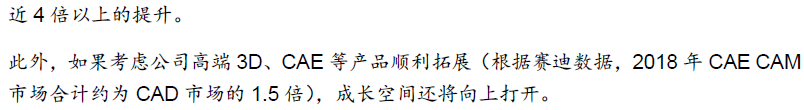 近 4 倍以上的提升。
此外，如果考虑公司高端 3D、CAE 等产品顺利拓展（根据赛迪数据，2018 年 CAE CAM
市场合计约为 CAD 市场的 1.5 倍），成长空间还将向上打开。